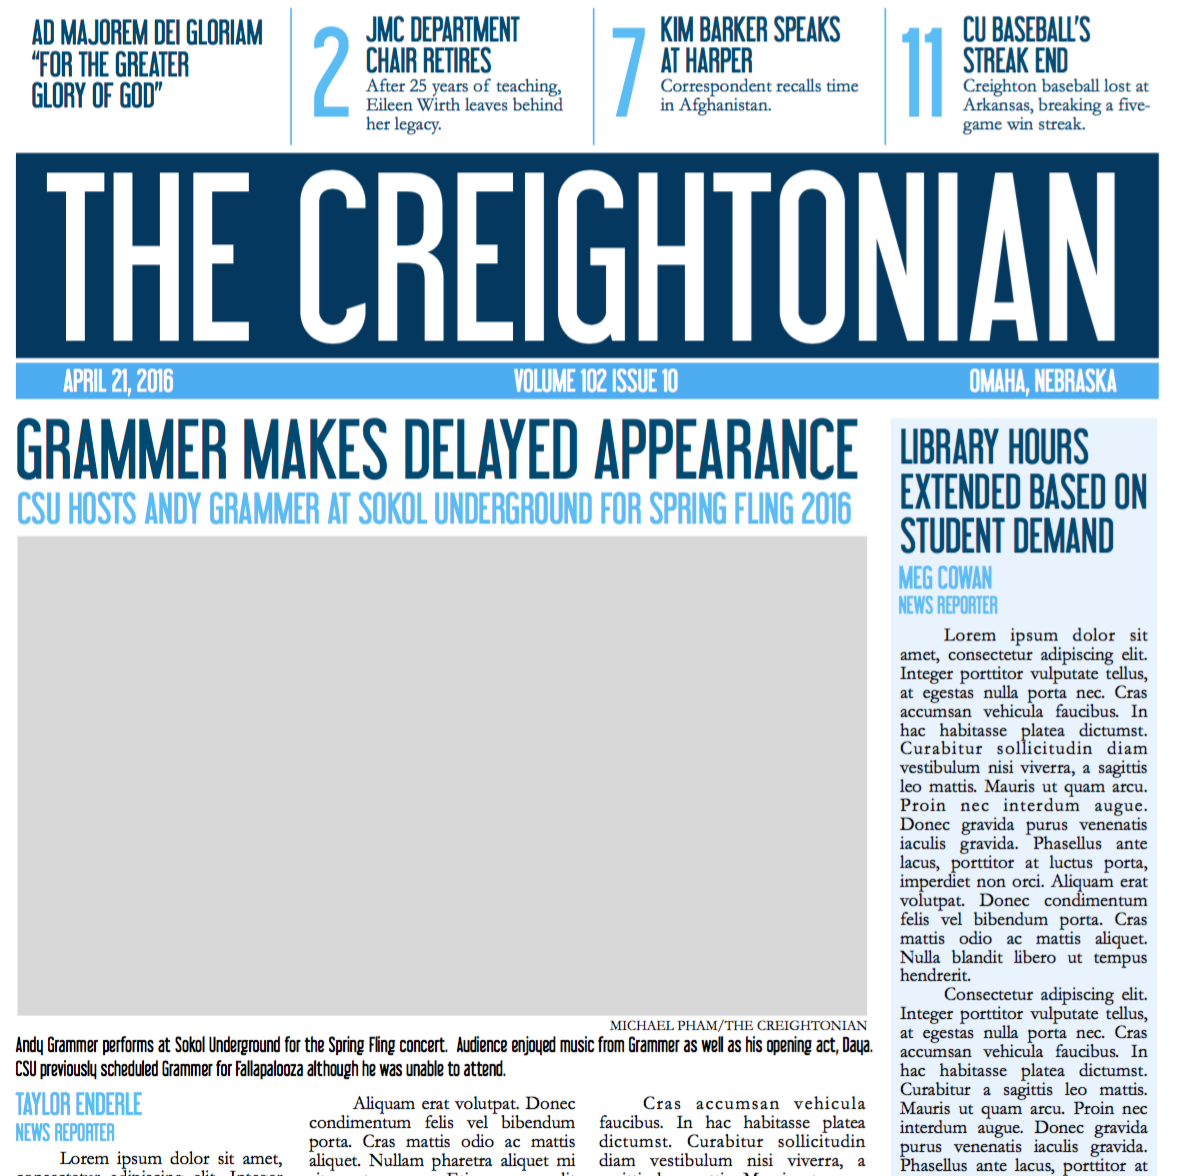 AD MAJOREM DEI GLORIAM
“FOR THE GREATER
GLORY OF GOD”
2
JMC DEPARTMENT
CHAIR RETIRES
After 25 years of teaching,
Eileen Wirth leaves behind
her legacy.
7
KIM BARKER SPEAKS
AT HARPER
Correspondent recalls time
in Afghanistan.
11
CU BASEBALL’S
STREAK END
Creighton baseball lost at
Arkansas, breaking a five-
game win streak.
THE CREIGHTONIAN
APRIL 21, 2016
VOLUME 102 ISSUE 10
OMAHA, NEBRASKA
GRAMMER MAKES DELAYED APPEARANCE
CSU HOSTS ANDY GRAMMER AT SOKOL UNDERGROUND FOR SPRING FLING 2016
MICHAEL PHAM/THE CREIGHTONIAN
Andy Grammer performs at Sokol Underground for the Spring Fling concert.  Audience enjoyed music from Grammer as well as his opening act, Daya.
CSU previously scheduled Grammer for Fallapalooza although he was unable to attend.
TAYLOR ENDERLE
NEWS REPORTER
Lorem ipsum dolor sit amet,
Aliquam erat volutpat. Donec
condimentum felis vel bibendum
porta. Cras mattis odio ac mattis
aliquet. Nullam pharetra aliquet mi
Cras accumsan vehicula
faucibus. In hac habitasse platea
dictumst. Curabitur sollicitudin
diam vestibulum nisi viverra, a
LIBRARY HOURS
EXTENDED BASED ON
STUDENT DEMAND
MEG COWAN
NEWS REPORTER
Lorem ipsum dolor sit
amet, consectetur adipiscing elit.
Integer porttitor vulputate tellus,
at egestas nulla porta nec. Cras
accumsan vehicula faucibus. In
hac habitasse platea dictumst.
Curabitur sollicitudin diam
vestibulum nisi viverra, a sagittis
leo mattis. Mauris ut quam arcu.
Proin nec interdum augue.
Donec gravida purus venenatis
iaculis gravida. Phasellus ante
lacus, porttitor at luctus porta,
imperdiet non orci. Aliquam erat
volutpat. Donec condimentum
felis vel bibendum porta. Cras
mattis odio ac mattis aliquet.
Nulla blandit libero ut tempus
hendrerit.
Consectetur adipiscing elit.
Integer porttitor vulputate tellus,
at egestas nulla porta nec. Cras
accumsan vehicula faucibus. In
hac habitasse platea dictumst.
Curabitur a sagittis leo mattis.
Mauris ut quam arcu. Proin nec
interdum augue. Donec gravida
purus venenatis iaculis gravida.
Phasellus ante lacus, porttitor at